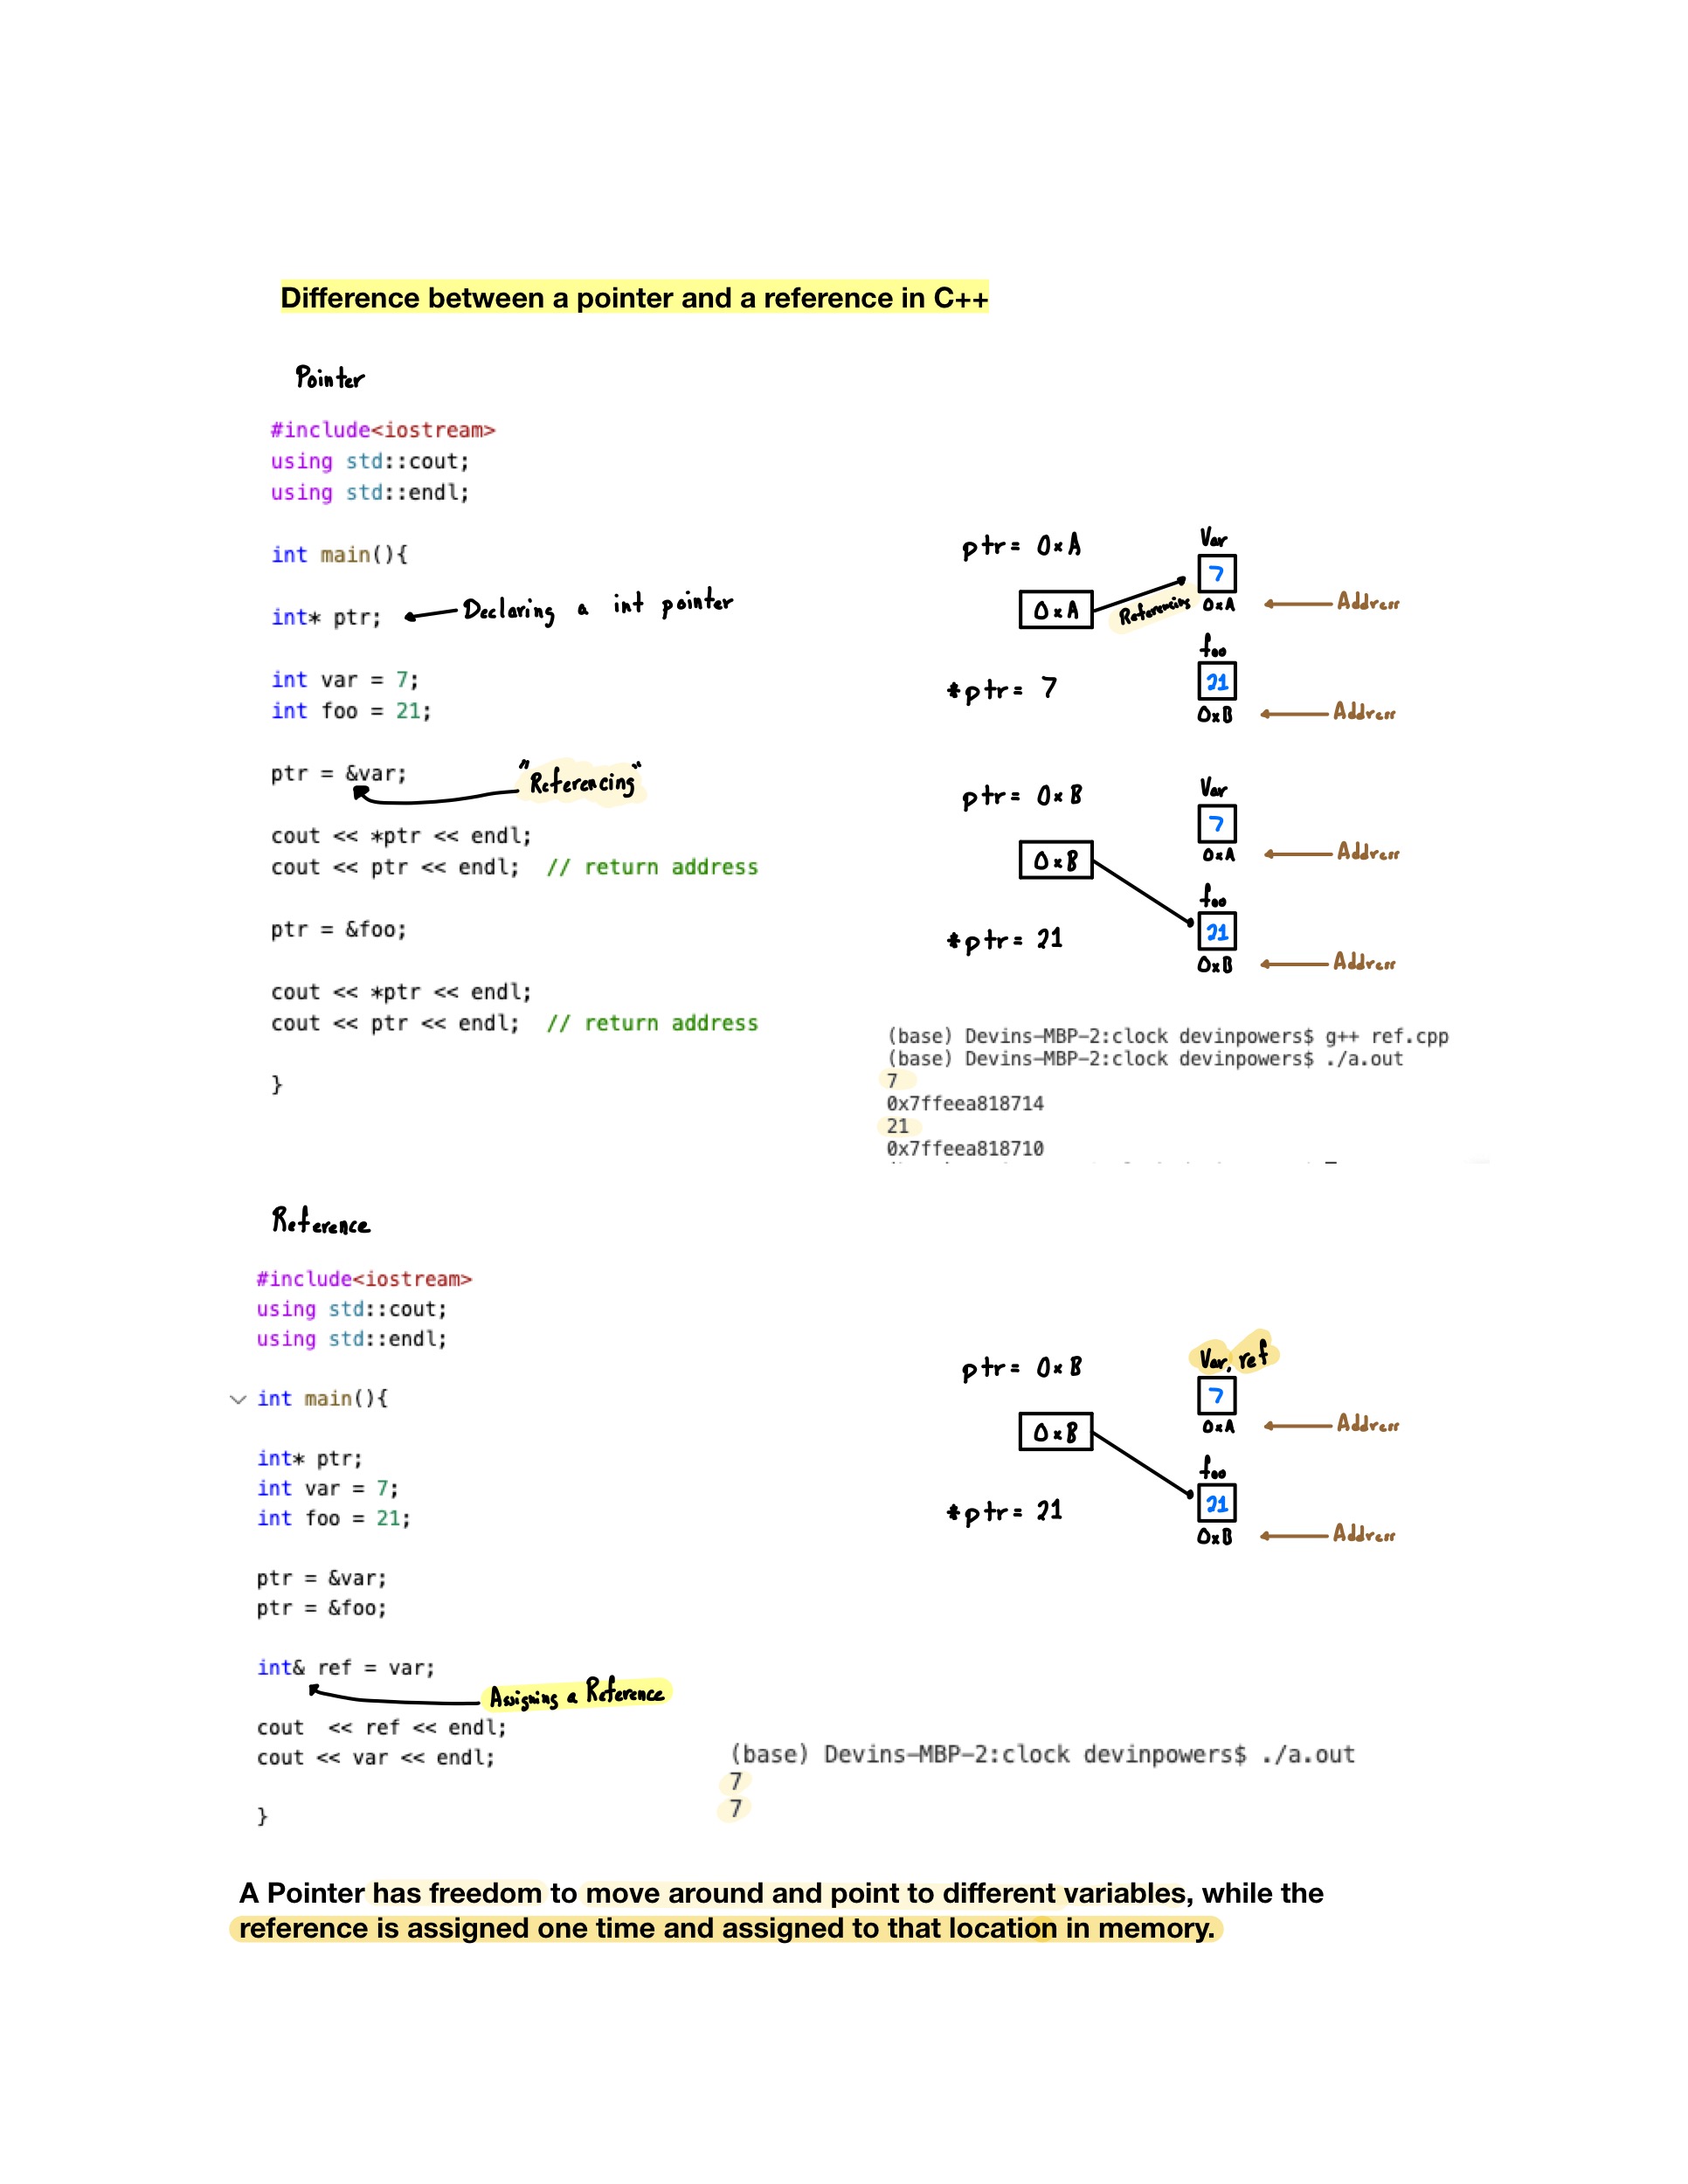 Difference between a pointer and a reference in C++
Pointer
#include<iostream>
using std::cout;
using std::endl;
int main(){
int* ptr;
Declaring a int pointer
int var = 7;
int foo = 21;
ptr = &var;
"Referencing"
cout << *ptr << endl;
cout << ptr << endl;  // return address
ptr = &foo;
cout << *ptr << endl;
cout << ptr << endl;  // return address
}
ptr = 0xA
Var
7
0xA
Referencing
0xA
Address
foo
*ptr = 7
21
0xB
Address
ptr = 0xB
Var
7
0xB
0xA
Address
foo
*ptr = 21
21
0xB
Address
(base) Devins-MBP-2:clock devinpowers$ g++ ref.cpp
(base) Devins-MBP-2:clock devinpowers$ ./a.out
7
0x7ffeea818714
21
0x7ffeea818710
Reference
#include<iostream>
using std::cout;
using std::endl;
int main(){
int* ptr;
int var = 7;
int foo = 21;
ptr = &var;
ptr = &foo;
int& ref = var;
Assigning a Reference
cout  << ref << endl;
cout << var << endl;
}
ptr = 0xB
Var, ref
7
0xB
0xA
Address
foo
*ptr = 21
21
0xB
Address
(base) Devins-MBP-2:clock devinpowers$ ./a.out
7
7
A Pointer has freedom to move around and point to different variables, while the
reference is assigned one time and assigned to that location in memory.